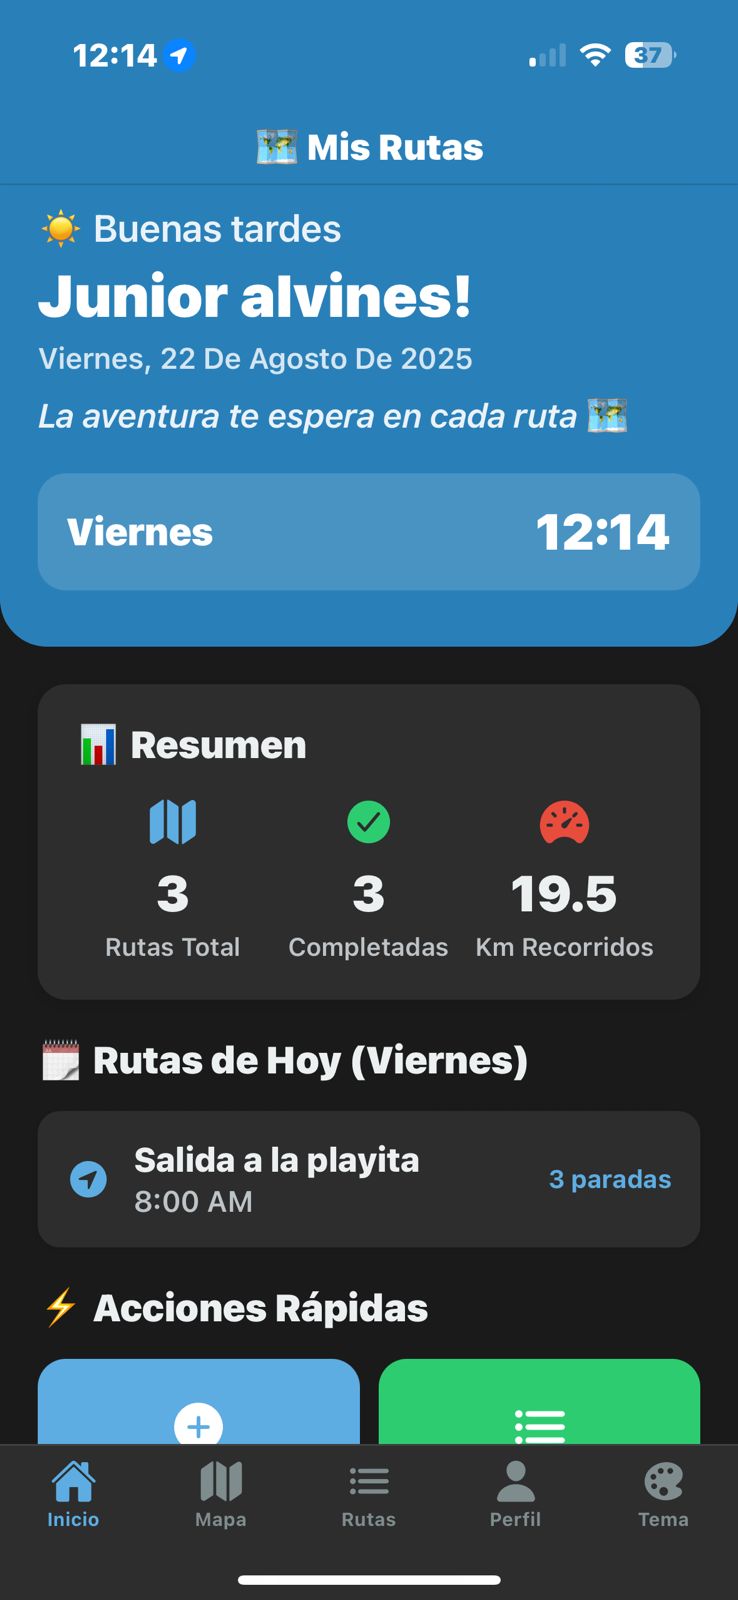 12:14
37
Mis Rutas
Buenas tardes
Junior alvines!
Viernes, 22 De Agosto De 2025
La aventura te espera en cada ruta
Viernes 12:14
Resumen
3 3 19.5
Rutas Total Completadas Km Recorridos
Rutas de Hoy (Viernes)
Salida a la playita
8:00 AM
3 paradas
Acciones Rápidas
Inicio Mapa Rutas Perfil Tema